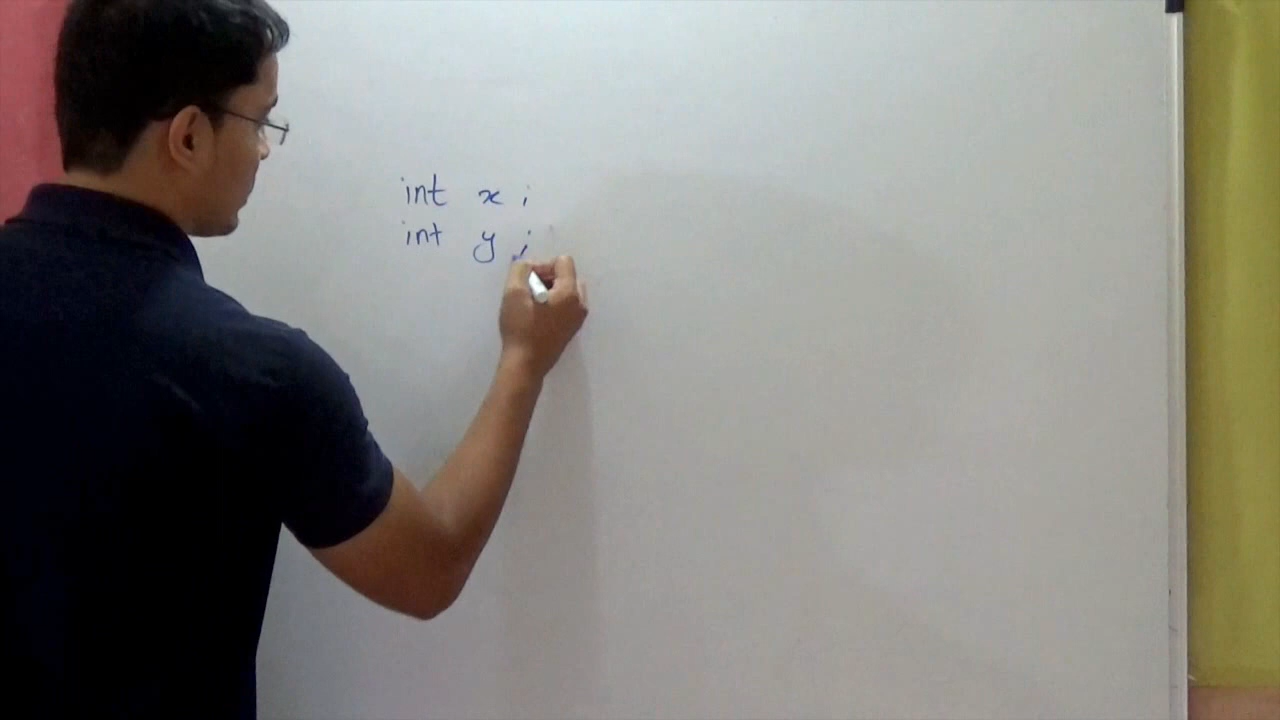 int x ;
int y ;